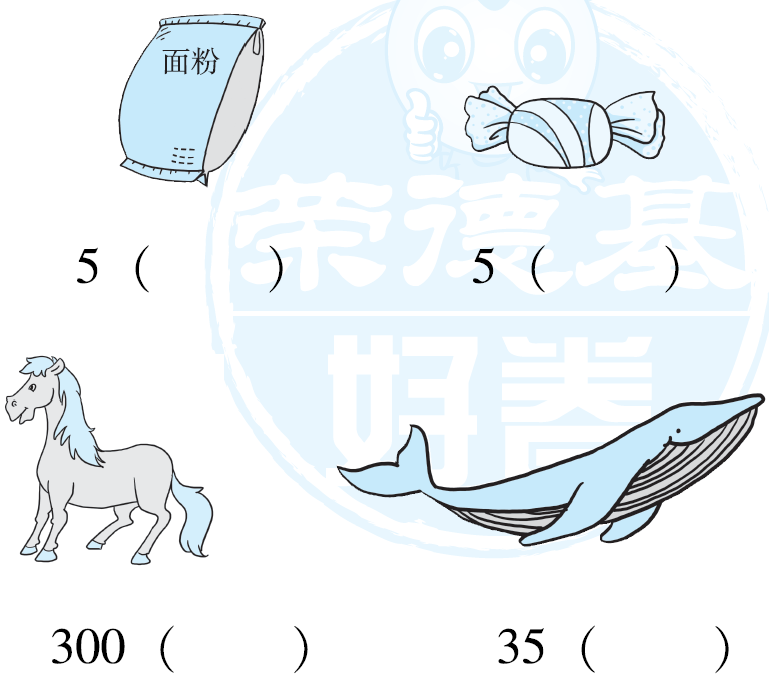 面粉
5（  ） 5（  ）
荣德基
好卷
300（  ） 35（  ）